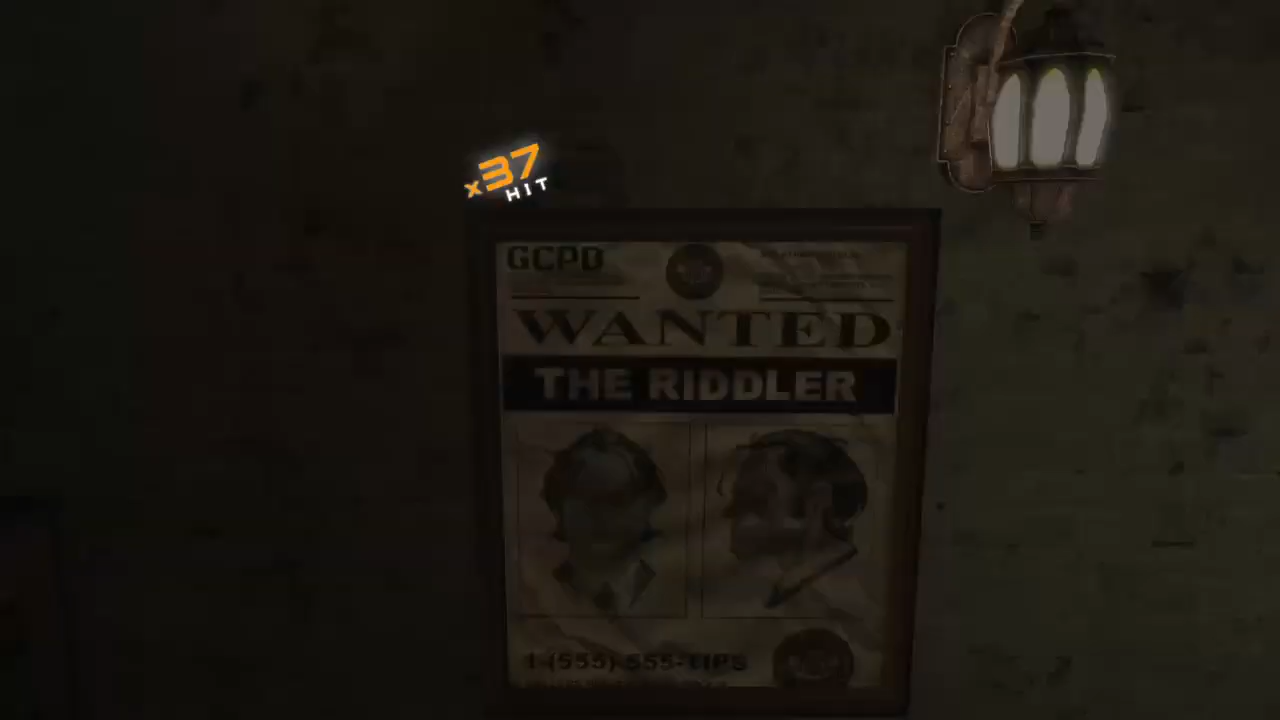 x37
HIT
GCPD
WANTED
THE RIDDLER
1-(555) 555-TIPS